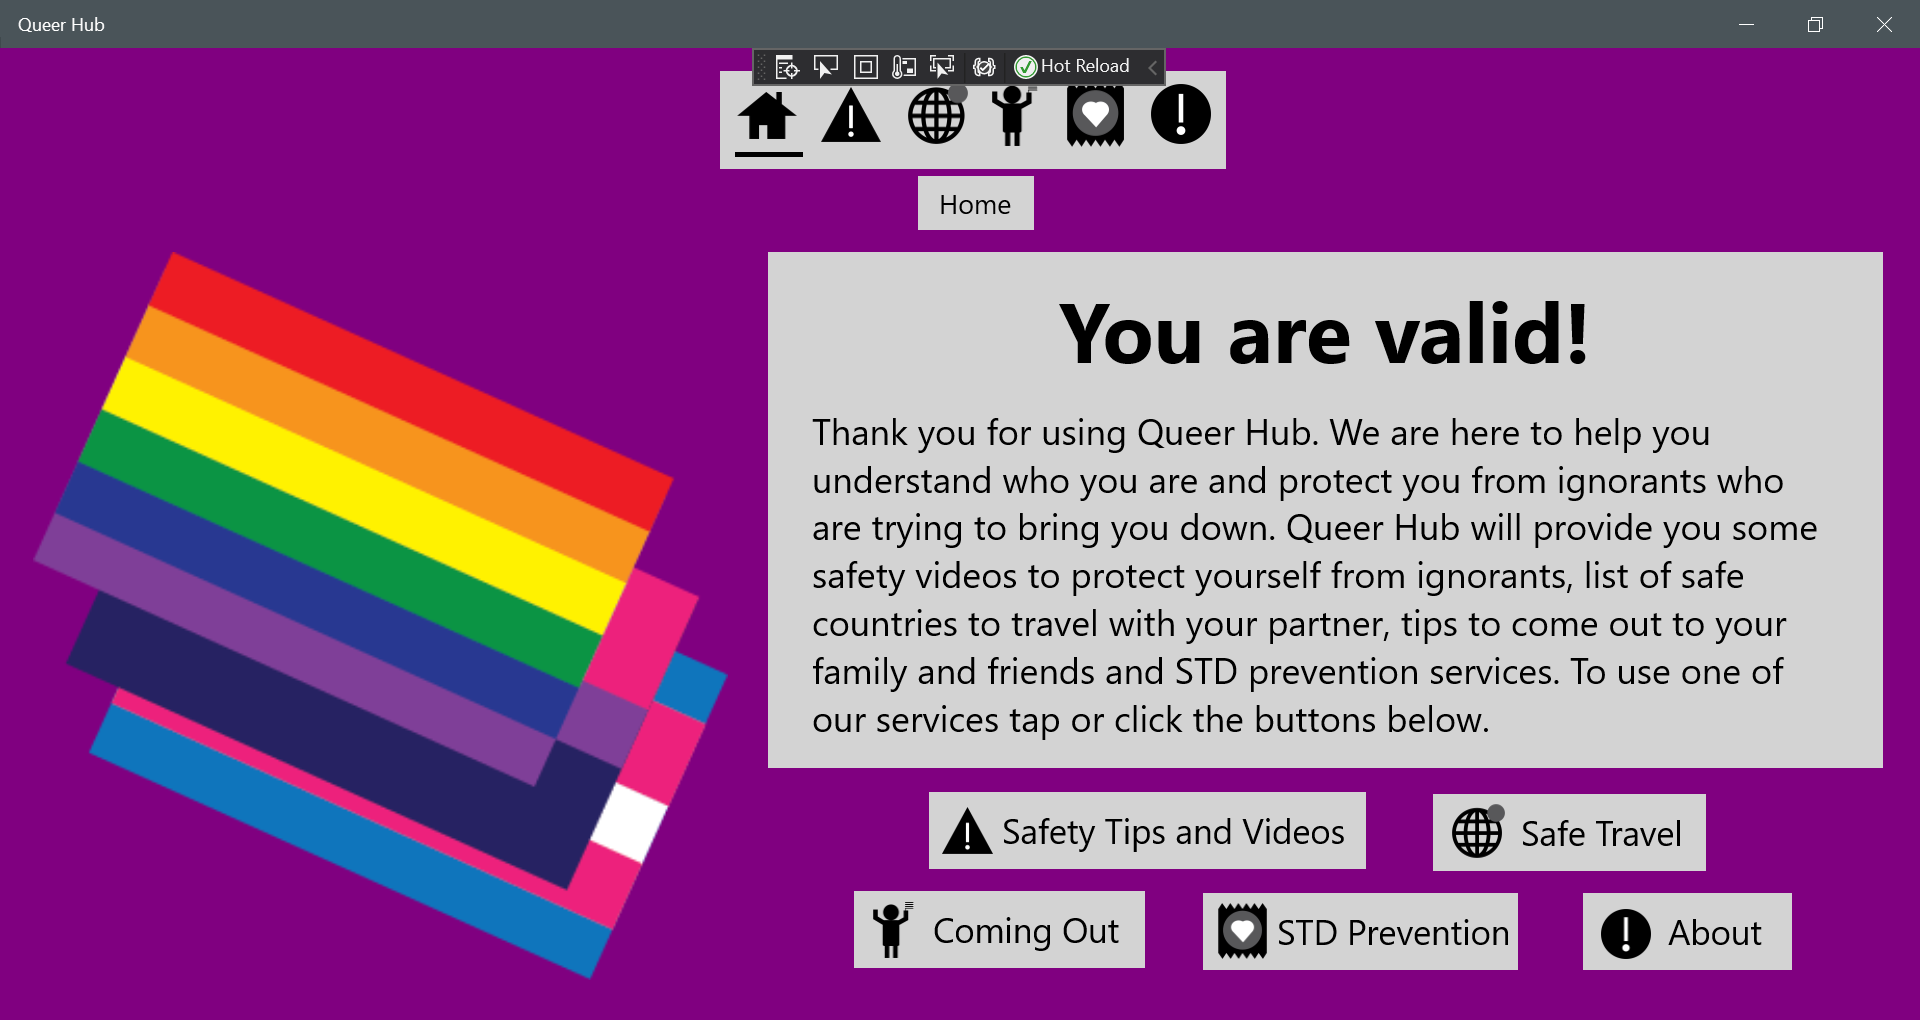 Queer Hub
Hot Reload
Home
You are valid!
Thank you for using Queer Hub. We are here to help you
understand who you are and protect you from ignorants who
are trying to bring you down. Queer Hub will provide you some
safety videos to protect yourself from ignorants, list of safe
countries to travel with your partner, tips to come out to your
family and friends and STD prevention services. To use one of
our services tap or click the buttons below.
Safety Tips and Videos
Safe Travel
Coming Out
STD Prevention
About